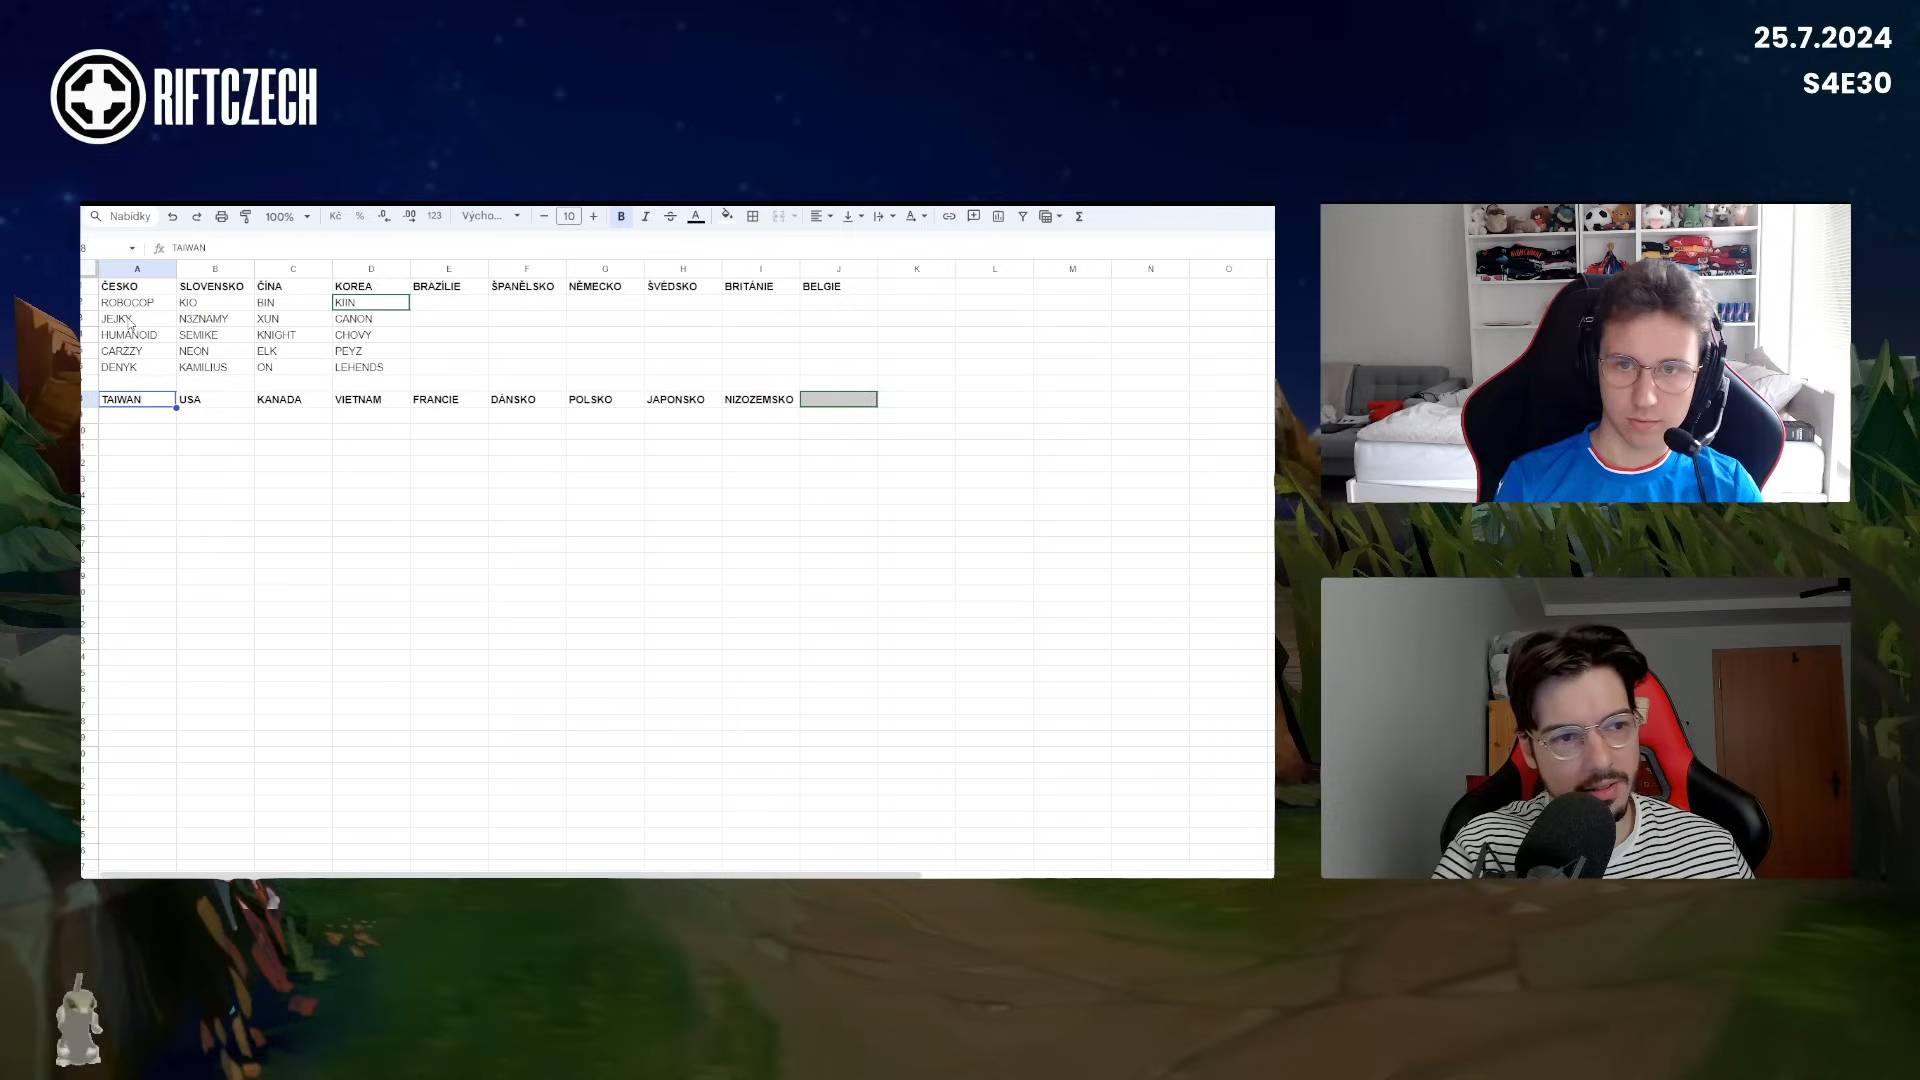 RIFTCZECH
25.7.2024
S4E30
Nabídky 100% Kč % .0 .00 123 Výcho... 10 B I A
TAIWAN
A B C D E F G H I J K L M N O
ČESKO SLOVENSKO ČÍNA KOREA BRAZÍLIE ŠPANĚLSKO NĚMECKO ŠVÉDSKO BRITÁNIE BELGIE
ROBOCOP KIO BIN KIIN
JEJKY N3ZNAMY XUN CANON
HUMANOID SEMIKE KNIGHT CHOVY
CARZZY NEON ELK PEYZ
DENYK KAMILIUS ON LEHENDS
TAIWAN USA KANADA VIETNAM FRANCIE DÁNSKO POLSKO JAPONSKO NIZOZEMSKO